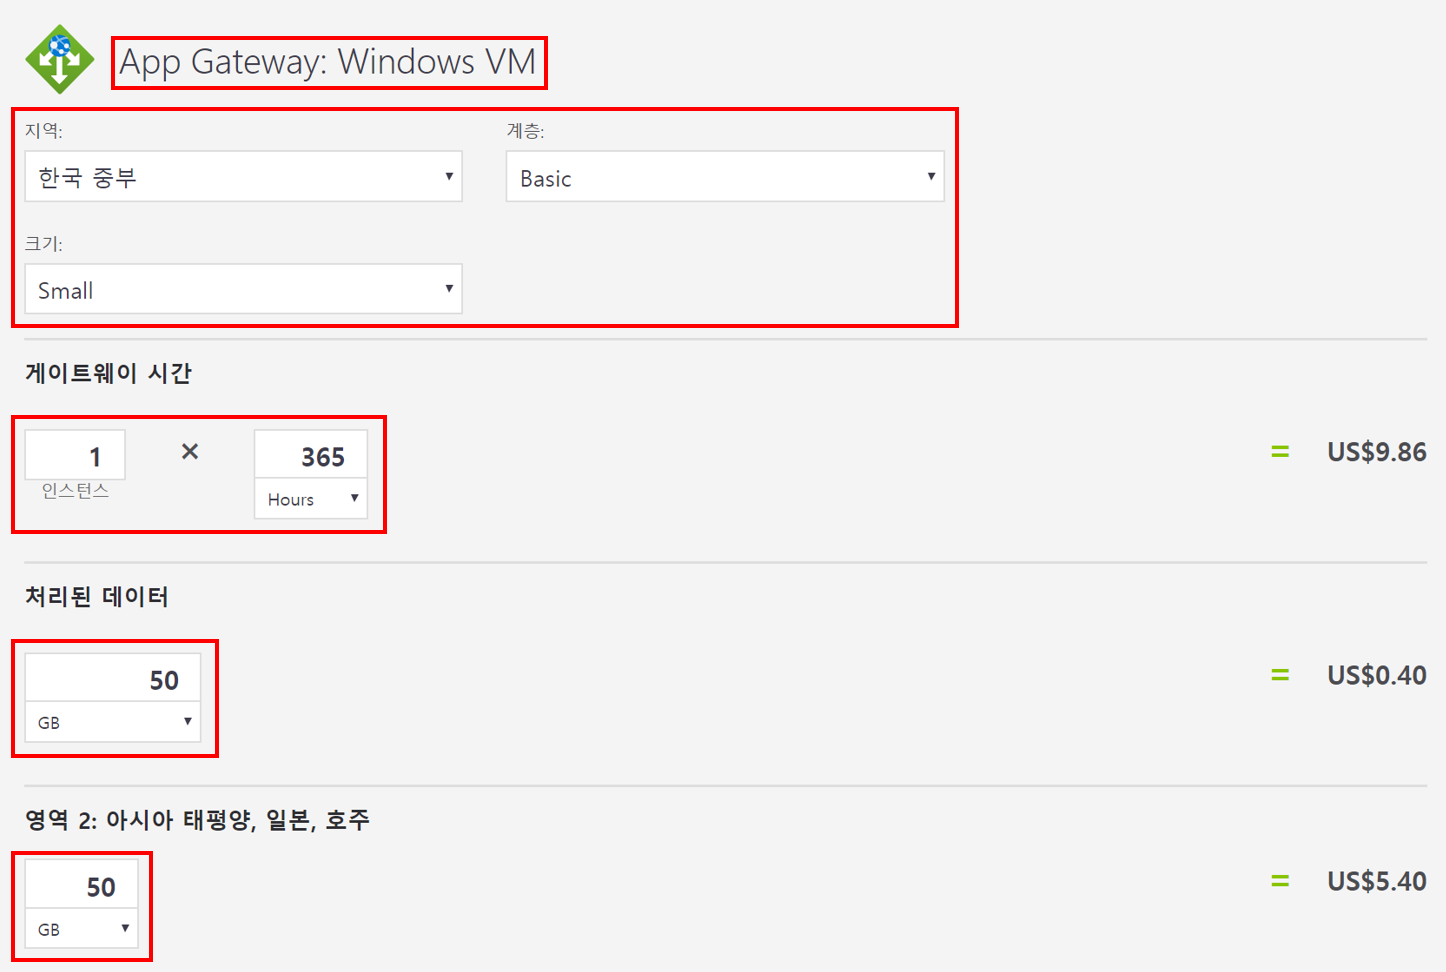 App Gateway: Windows VM
지역:
계층:
한국 중부
Basic
크기:
Small
게이트웨이 시간
1 × 365 = US$9.86
인스턴스
Hours
처리된 데이터
50 = US$0.40
GB
영역 2: 아시아 태평양, 일본, 호주
50 = US$5.40
GB